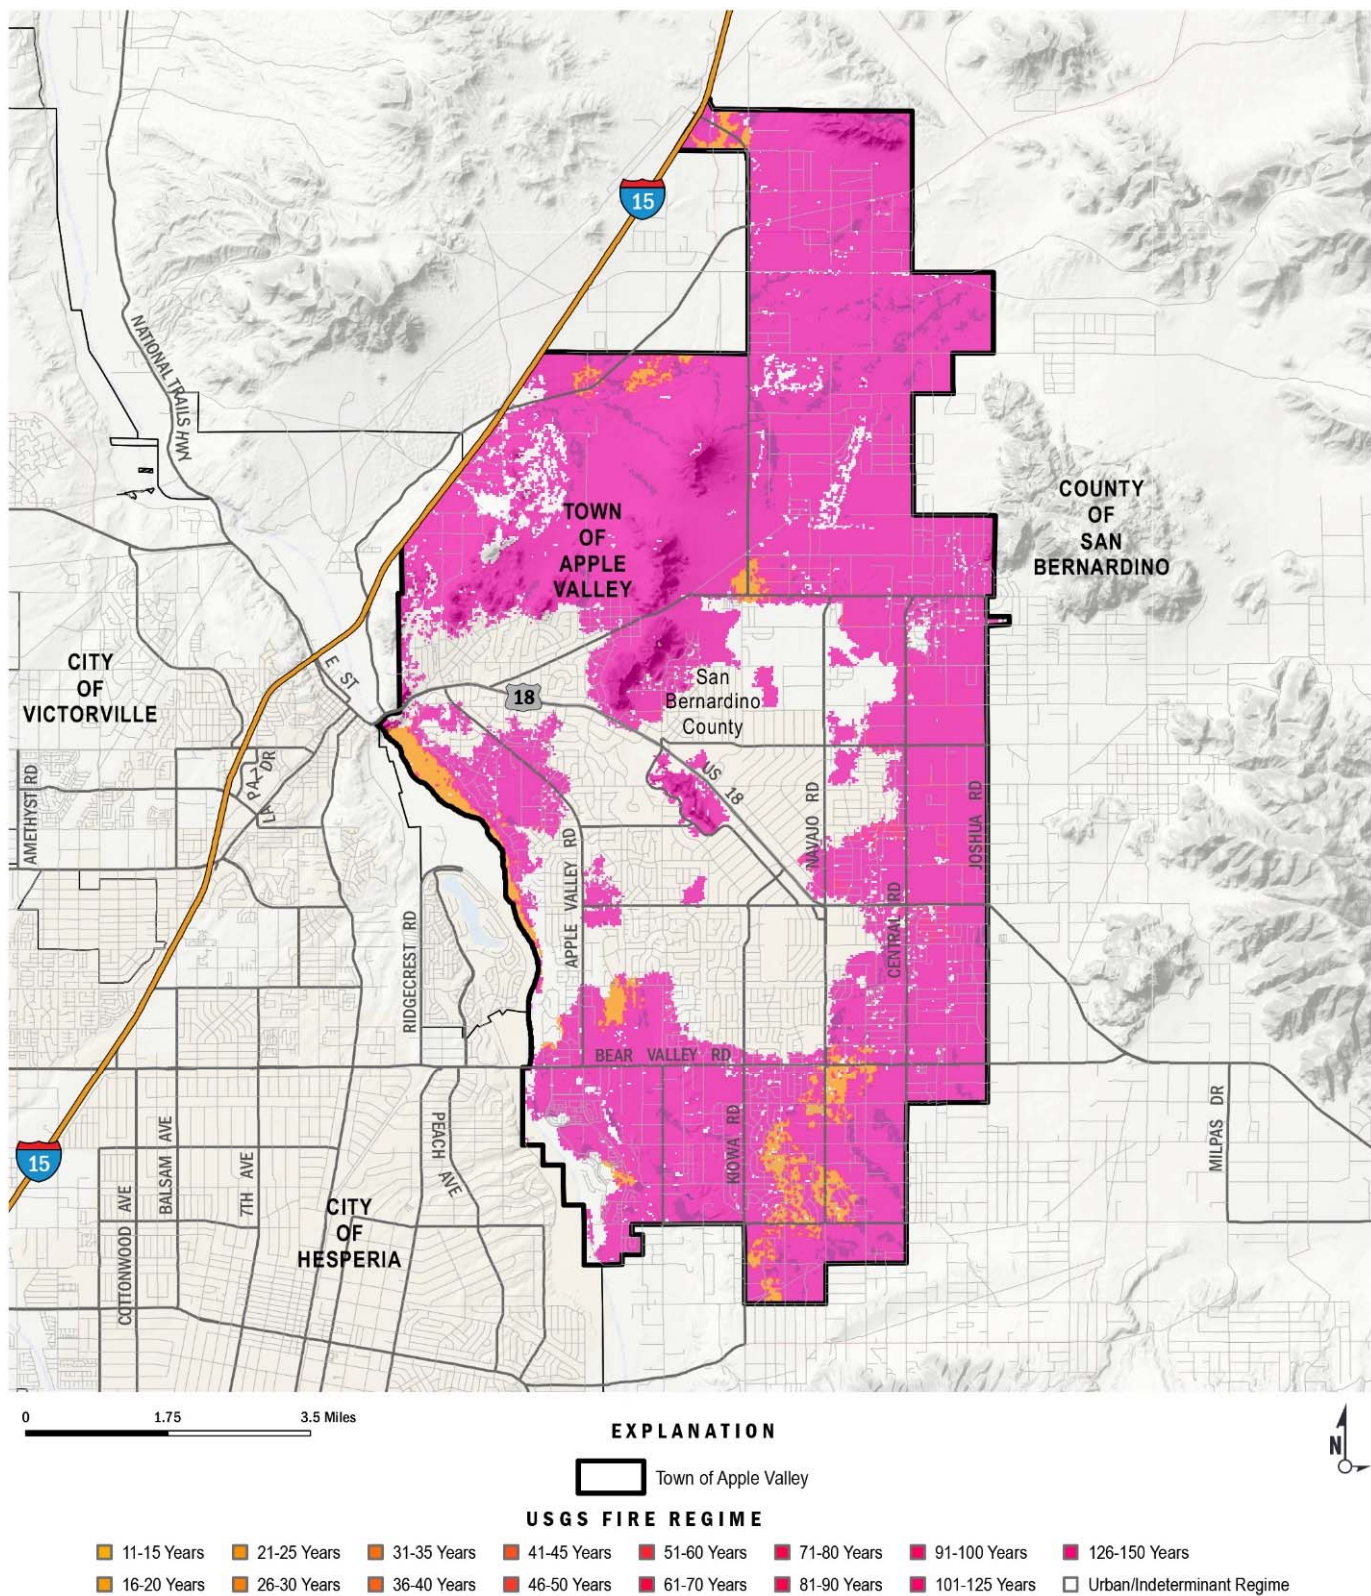 15
NATIONAL TRAILS HWY
TOWN
OF
APPLE
VALLEY
COUNTY
OF
SAN
BERNARDINO
CITY
OF
VICTORVILLE
E ST
18
San
Bernardino
County
US 18
AMETHYST RD
LA PAZ DR
NAVAJO RD
JOSHUA RD
APPLE VALLEY RD
CENTRAL RD
RIDGECREST RD
BEAR VALLEY RD
KIOWA RD
PEACH AVE
MILPAS DR
15
COTTONWOOD AVE
BALSAM AVE
7TH AVE
CITY
OF
HESPERIA
0 1.75 3.5 Miles
N
EXPLANATION
Town of Apple Valley
USGS FIRE REGIME
11-15 Years 21-25 Years 31-35 Years 41-45 Years 51-60 Years 71-80 Years 91-100 Years 126-150 Years
16-20 Years 26-30 Years 36-40 Years 46-50 Years 61-70 Years 81-90 Years 101-125 Years Urban/Indeterminant Regime